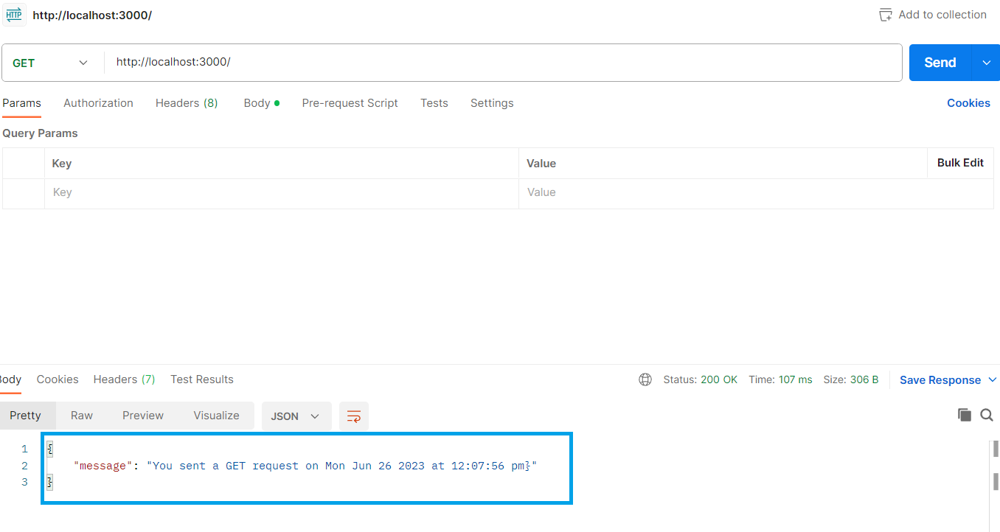 HTTP http://localhost:3000/ Add to collection
GET http://localhost:3000/ Send
Params Authorization Headers (8) Body Pre-request Script Tests Settings Cookies
Query Params
Key Value Bulk Edit
Key Value
Body Cookies Headers (7) Test Results Status: 200 OK Time: 107 ms Size: 306 B Save Response
Pretty Raw Preview Visualize JSON
1 {
2 "message": "You sent a GET request on Mon Jun 26 2023 at 12:07:56 pm}"
3 }